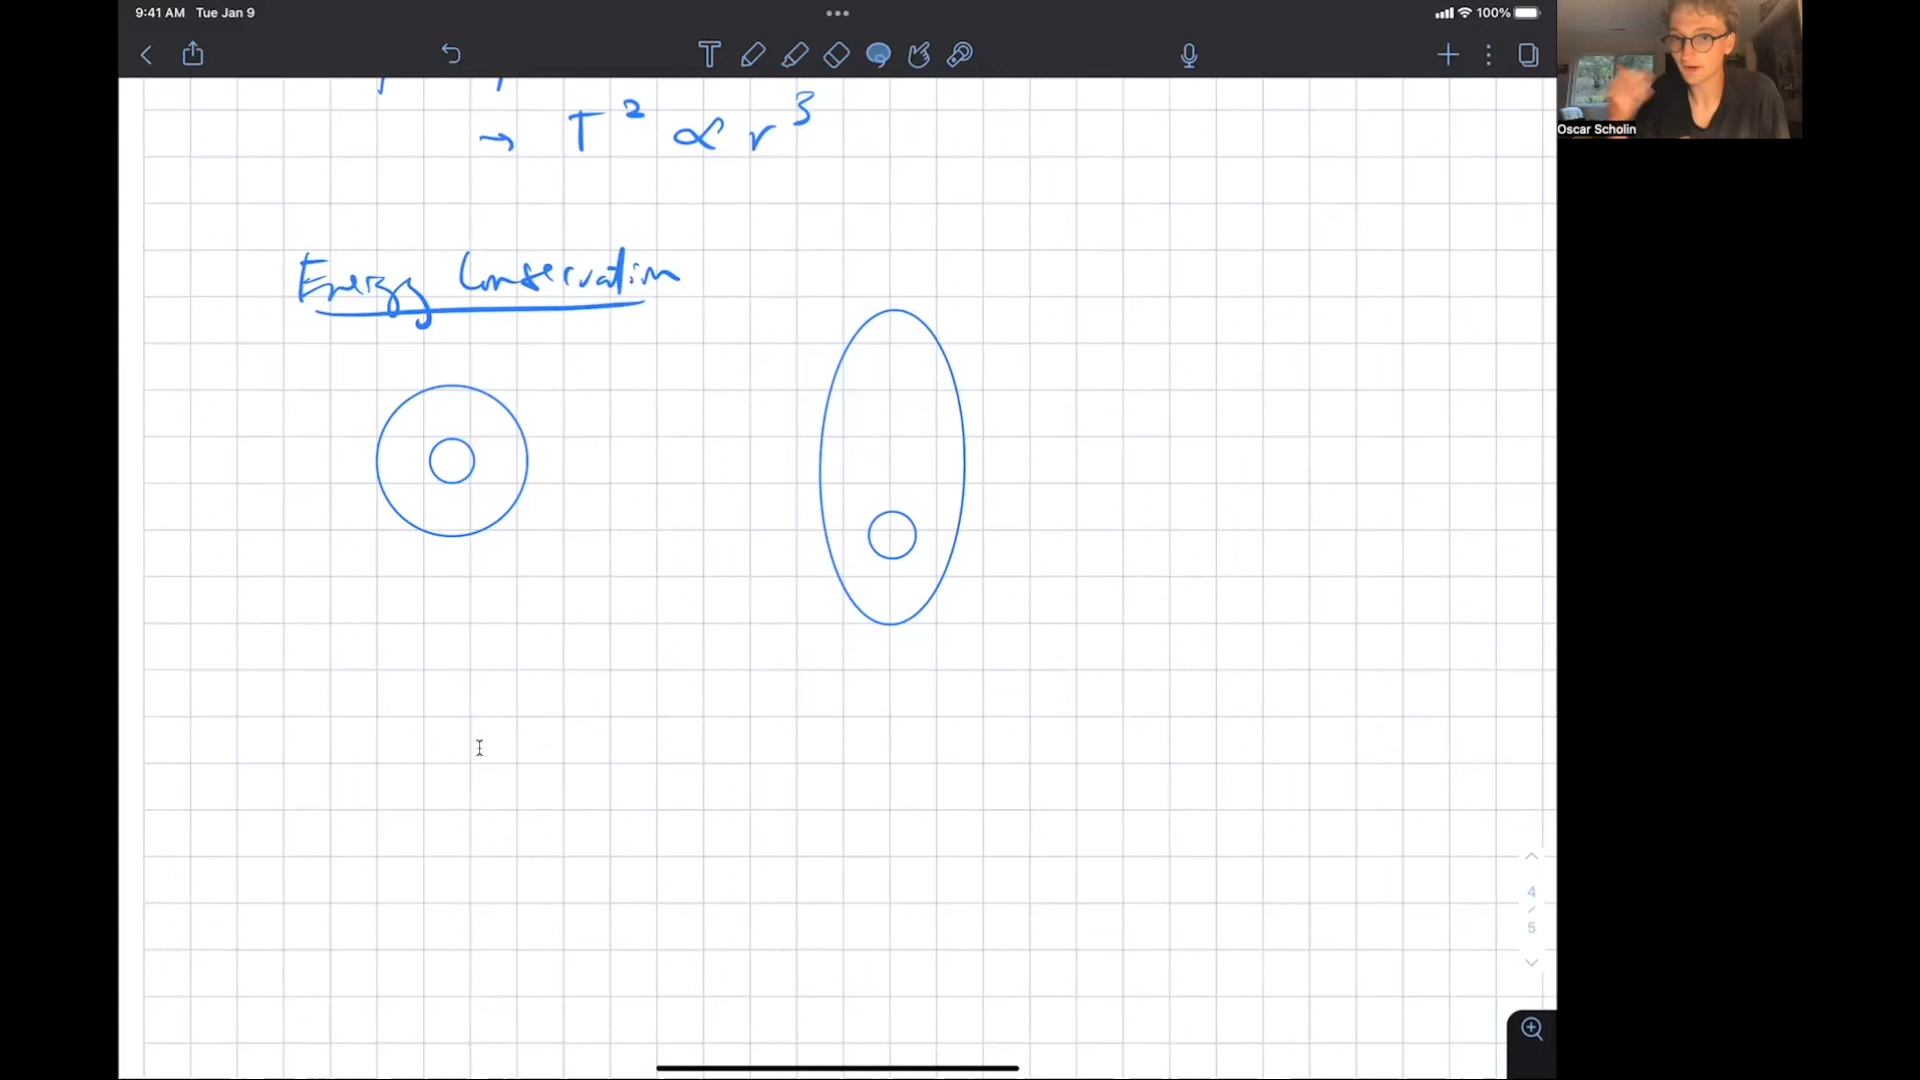 9:41 AM Tue Jan 9
100%
Oscar Scholin
→ T² ∝ r³
Energy Conservation
4
/
5